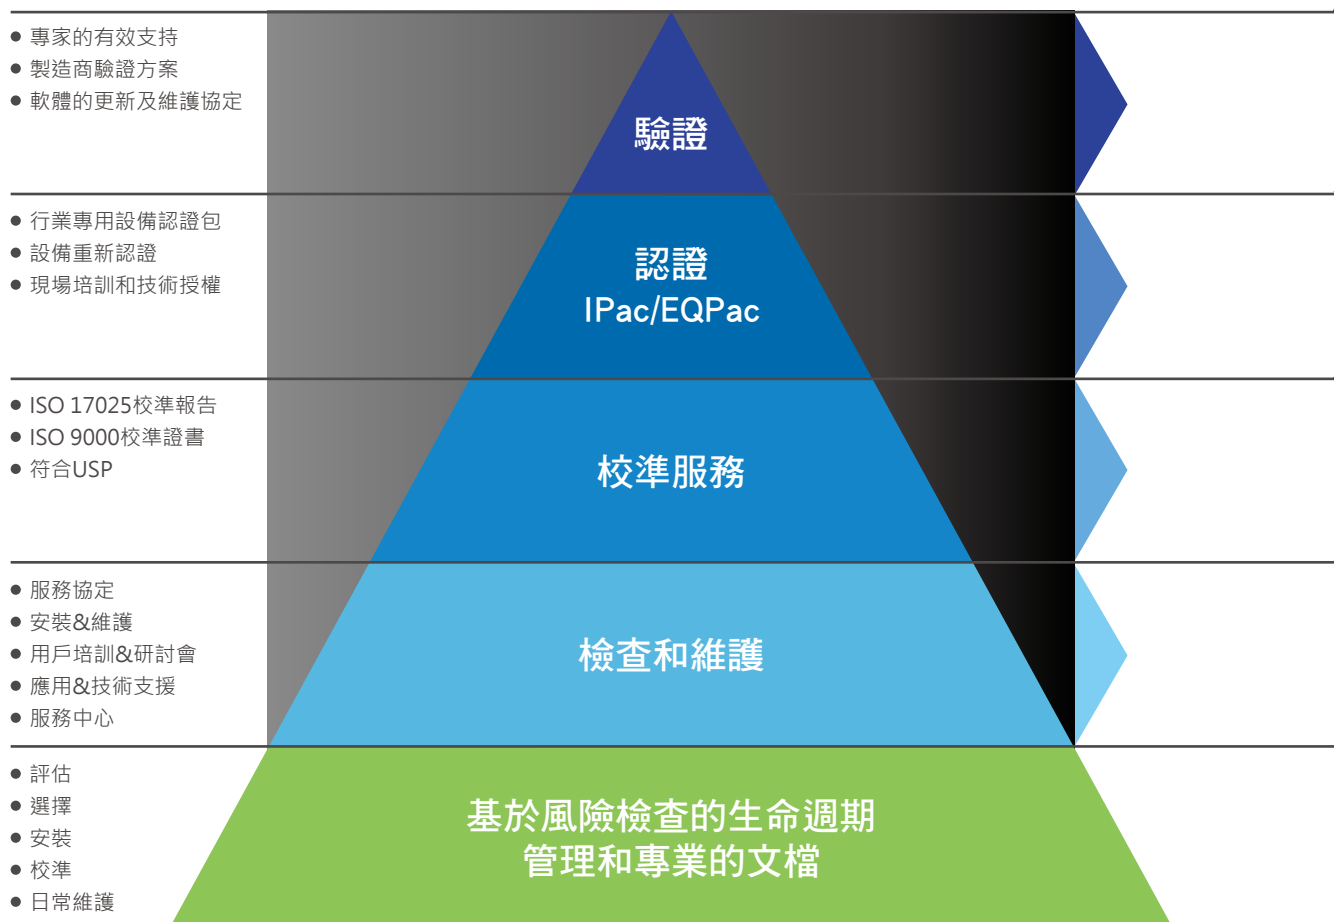 ● 專家的有效支持
● 製造商驗證方案
● 軟體的更新及維護協定
驗證
● 行業專用設備認證包
● 設備重新認證
● 現場培訓和技術授權
認證
IPac/EQPac
● ISO 17025校準報告
● ISO 9000校準證書
● 符合USP
校準服務
● 服務協定
● 安裝&維護
● 用戶培訓&研討會
● 應用&技術支援
● 服務中心
檢查和維護
● 評估
● 選擇
● 安裝
● 校準
● 日常維護
基於風險檢查的生命週期
管理和專業的文檔